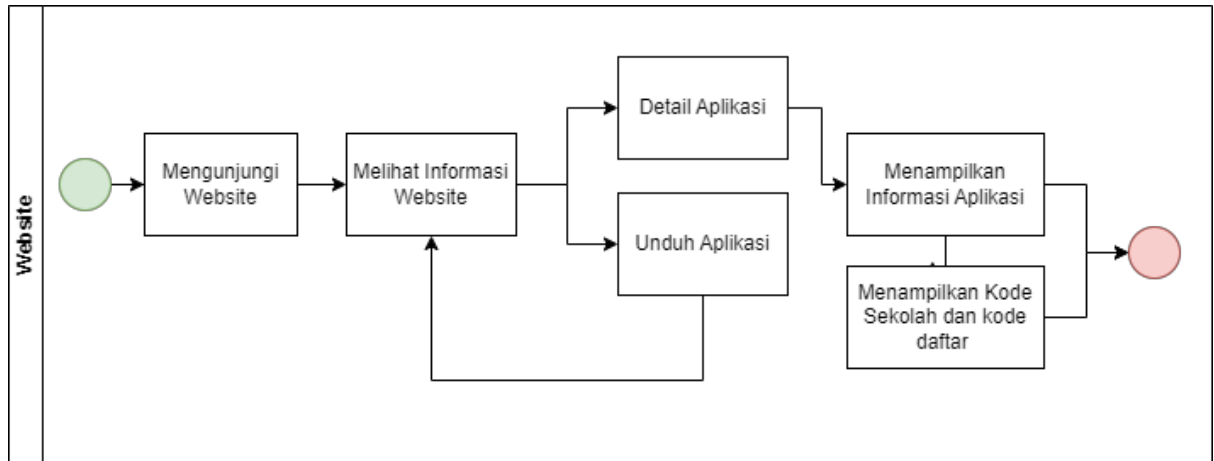 Website
Mengunjungi
Website
Melihat Informasi
Website
Detail Aplikasi
Unduh Aplikasi
Menampilkan
Informasi Aplikasi
Menampilkan Kode
Sekolah dan kode
daftar